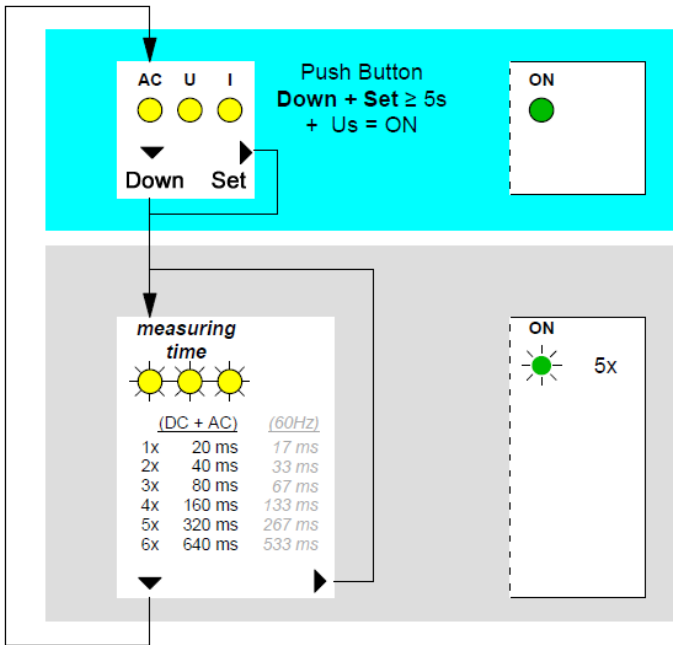 AC U I
Push Button
Down + Set ≥ 5s
+ Us = ON
Down Set
ON
measuring
time
(DC + AC) (60Hz)
1x 20 ms 17 ms
2x 40 ms 33 ms
3x 80 ms 67 ms
4x 160 ms 133 ms
5x 320 ms 267 ms
6x 640 ms 533 ms
ON
5x